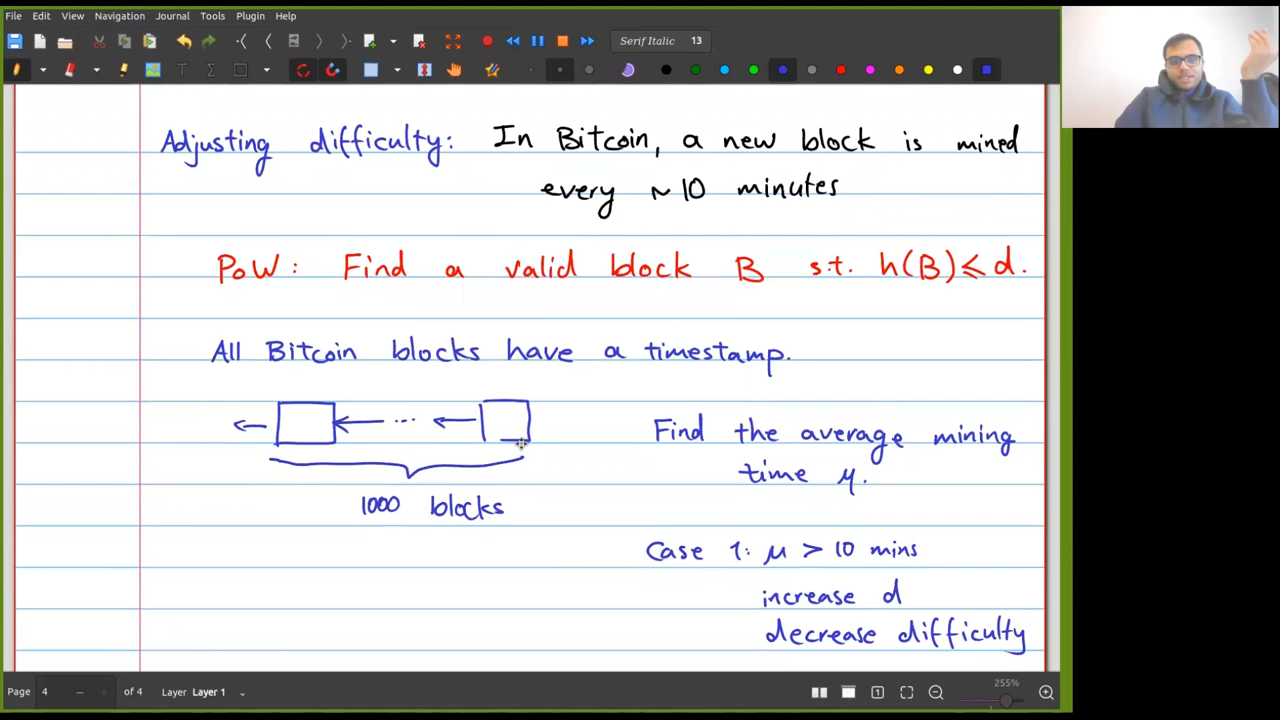 File Edit View Navigation Journal Tools Plugin Help
Serif Italic 13
Adjusting difficulty: In Bitcoin, a new block is mined
every ~10 minutes
PoW: Find a valid block B s.t. h(B)≤d.
All Bitcoin blocks have a timestamp.
...
Find the average mining
time μ.
1000 blocks
Case 1: μ > 10 mins
increase d
decrease difficulty
Page 4 of 4 Layer Layer 1
255%